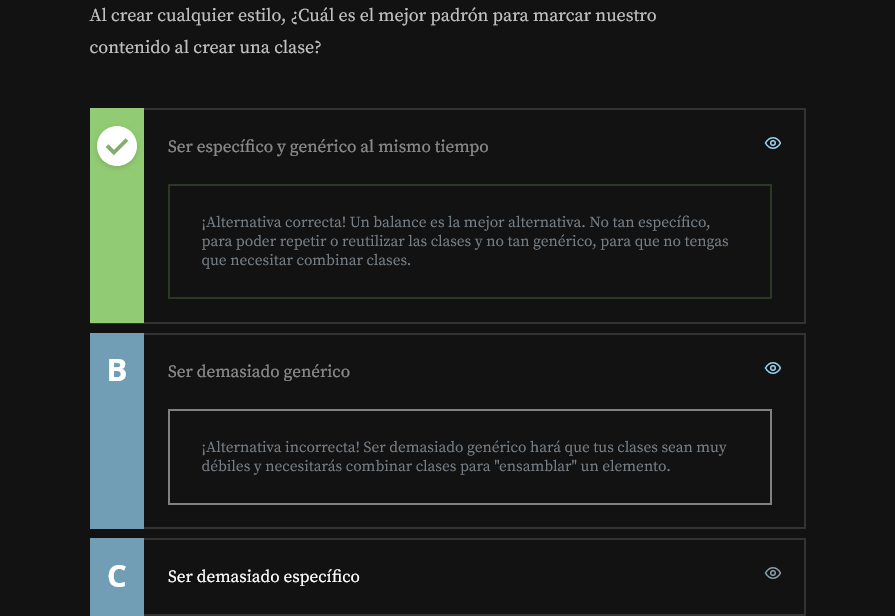 Al crear cualquier estilo, ¿Cuál es el mejor padrón para marcar nuestro
contenido al crear una clase?
Ser específico y genérico al mismo tiempo
¡Alternativa correcta! Un balance es la mejor alternativa. No tan específico,
para poder repetir o reutilizar las clases y no tan genérico, para que no tengas
que necesitar combinar clases.
B
Ser demasiado genérico
¡Alternativa incorrecta! Ser demasiado genérico hará que tus clases sean muy
débiles y necesitarás combinar clases para "ensamblar" un elemento.
C
Ser demasiado específico